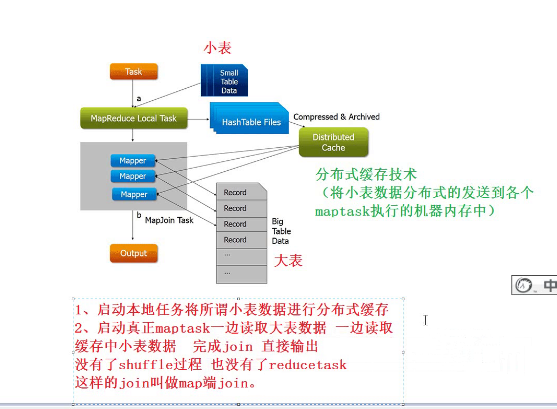 小表
Task
Small
Table
Data
a
MapReduce Local Task
HashTable Files
Compressed & Archived
Distributed
Cache
Mapper
Mapper
Mapper
分布式缓存技术
(将小表数据分布式的发送到各个
maptask执行的机器内存中)
Record
Record
Record
Record
...
...
Big
Table
Data
大表
b
MapJoin Task
Output
1、启动本地任务将所谓小表数据进行分布式缓存
2、启动真正maptask一边读取大表数据 一边读取
缓存中小表数据 完成join 直接输出
没有了shuffle过程 也没有了reducetask
这样的join叫做map端join。
中